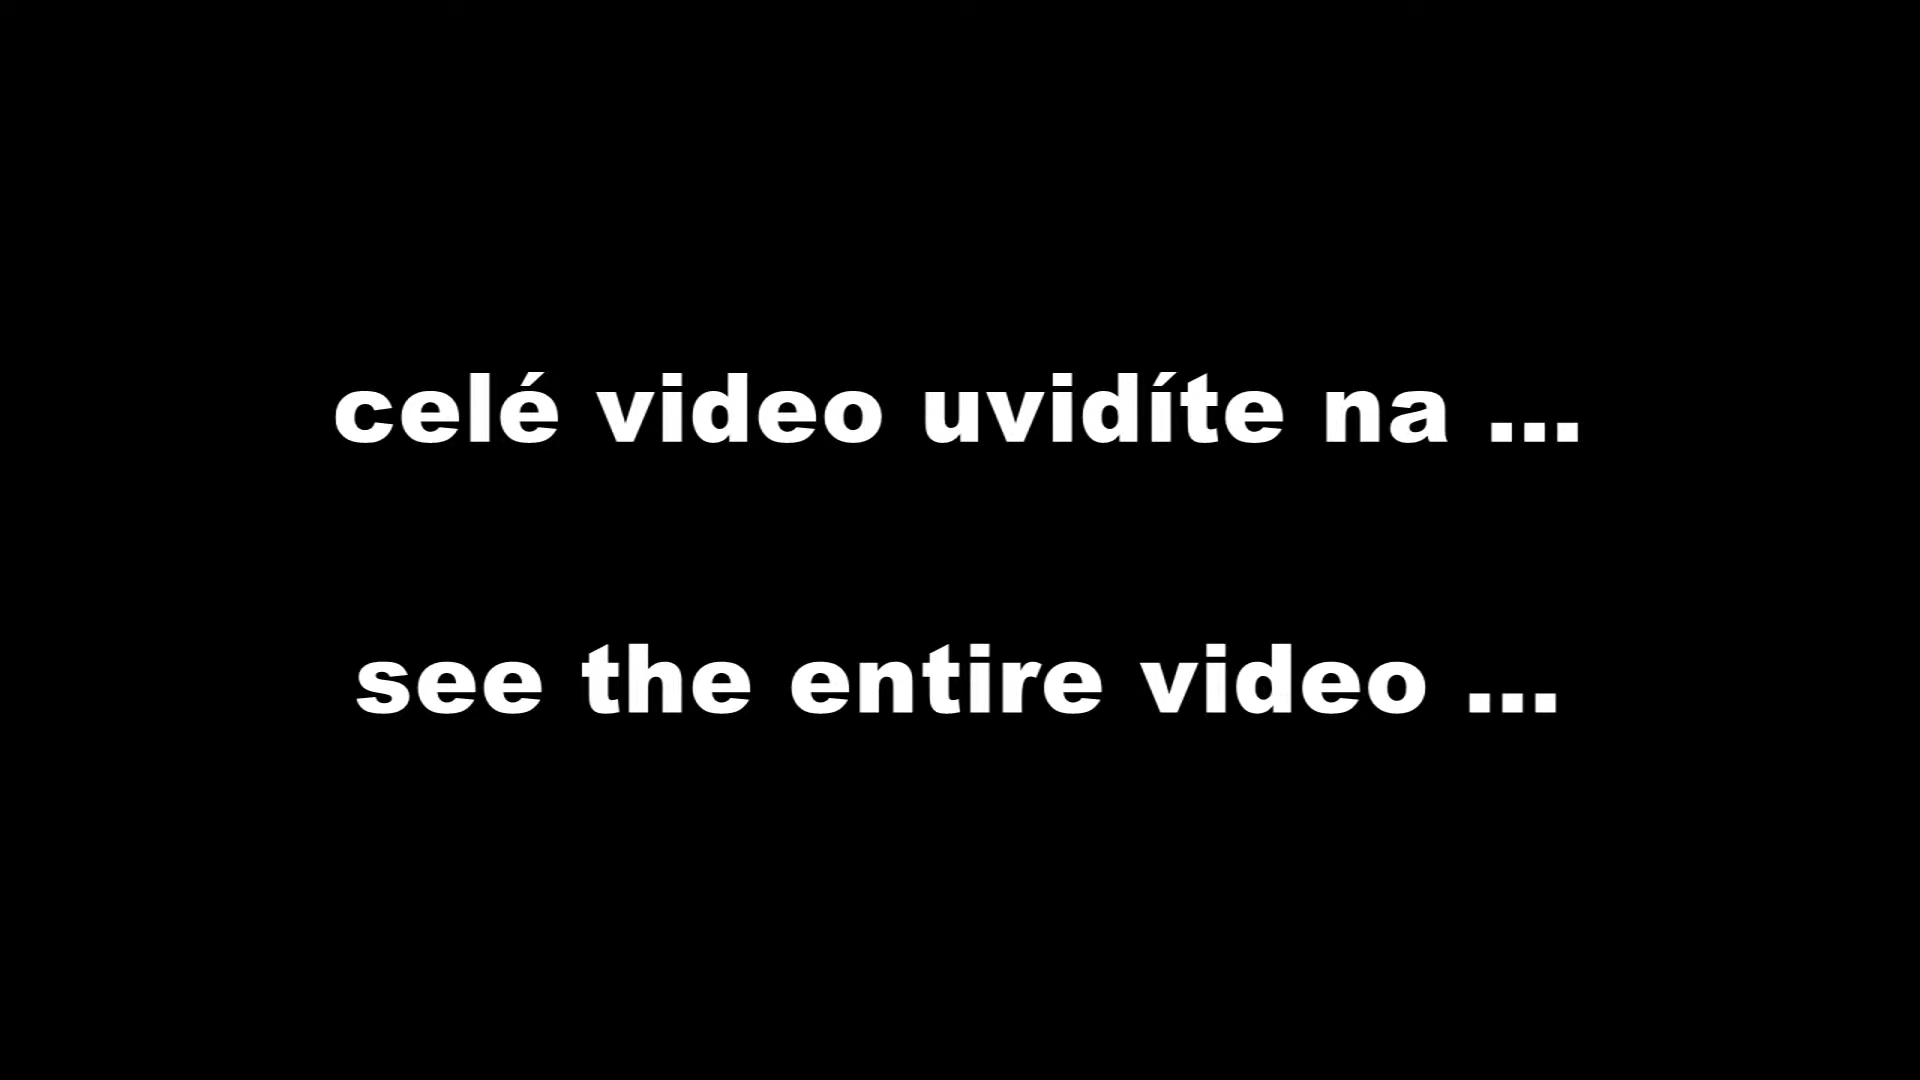 celé video uvidíte na ...
see the entire video ...